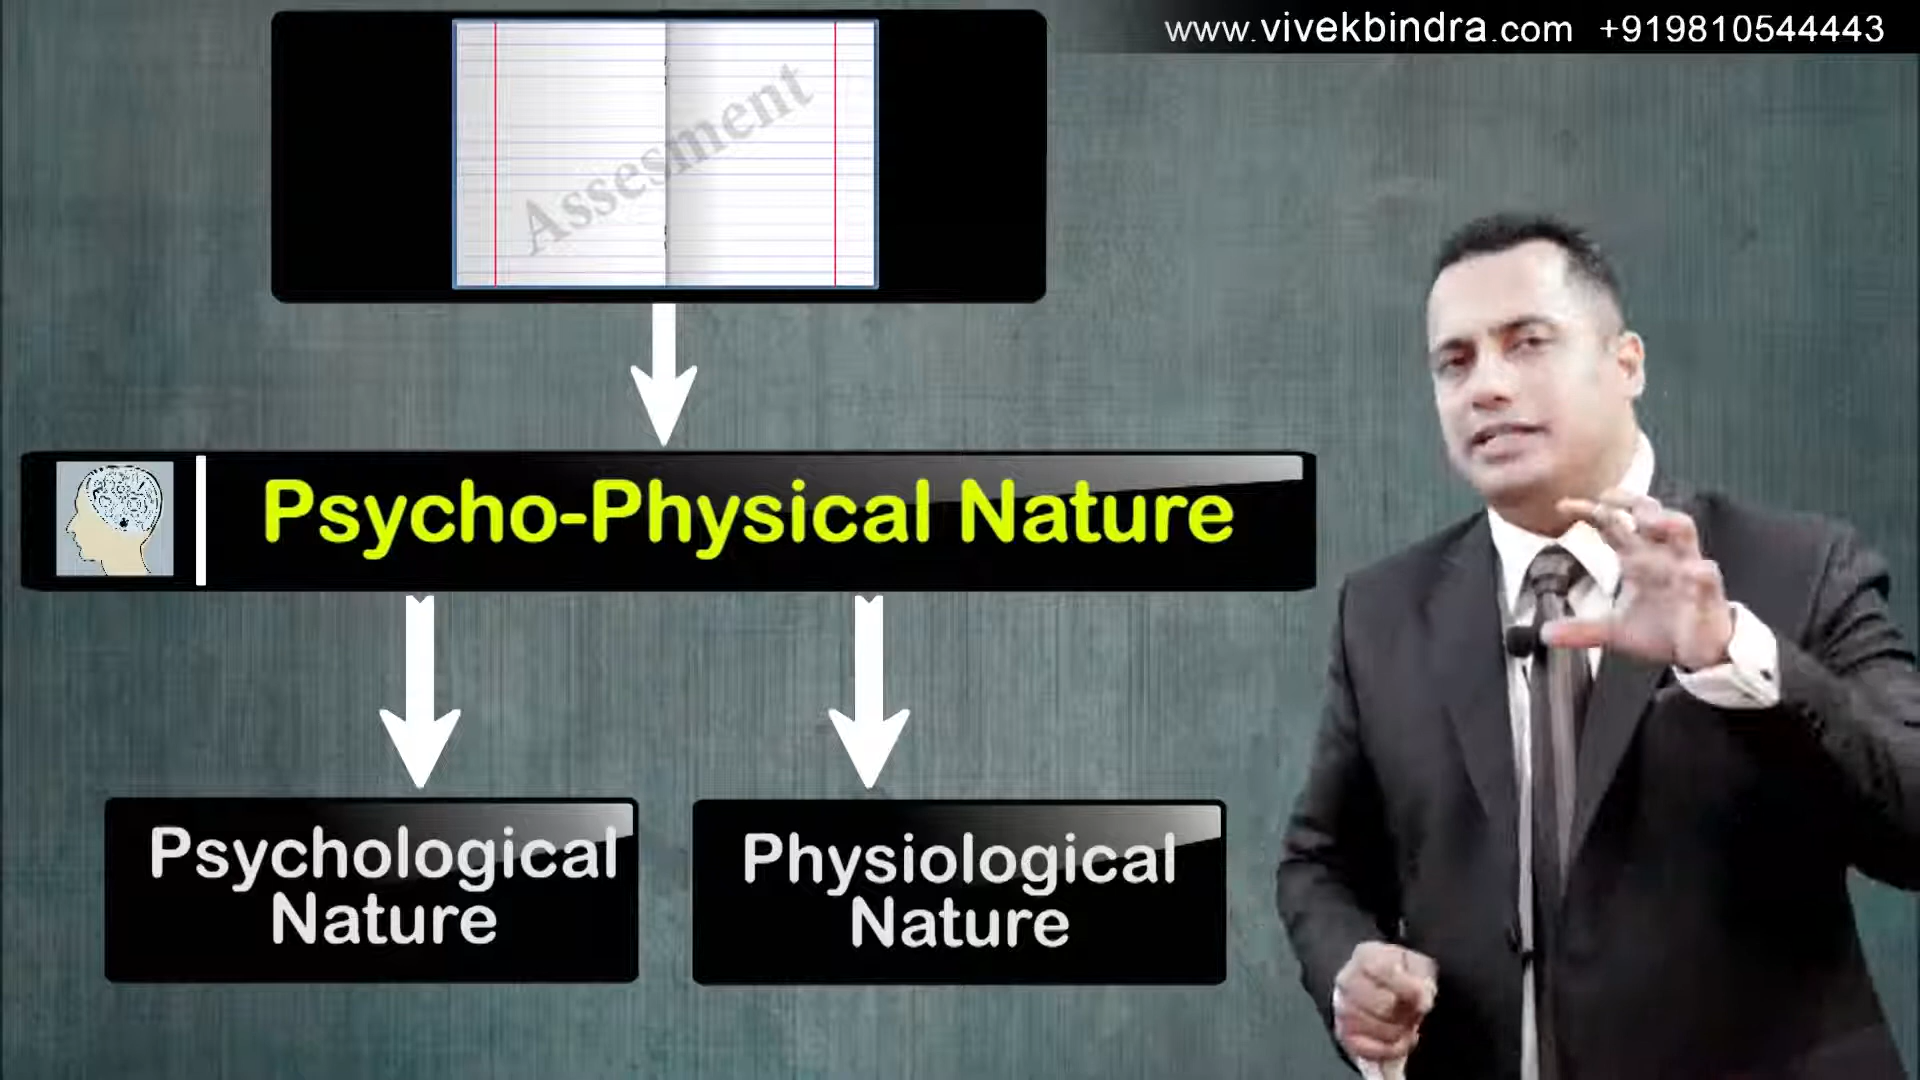 www.vivekbindra.com +919810544443
Assesment
Psycho-Physical Nature
Psychological
Nature
Physiological
Nature